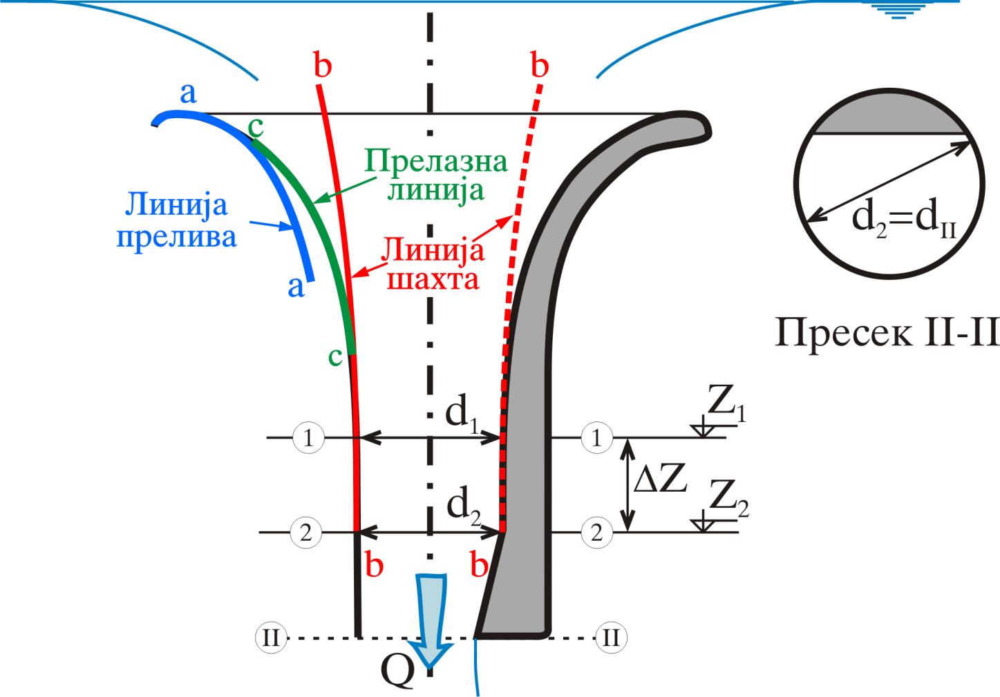 b
b
a
c
Прелазна
линија
Линија
прелива
Линија
шахта
a
c
d₂=d_II
Пресек II-II
d₁
Z₁
1
1
ΔZ
d₂
Z₂
2
2
b
b
II
II
Q